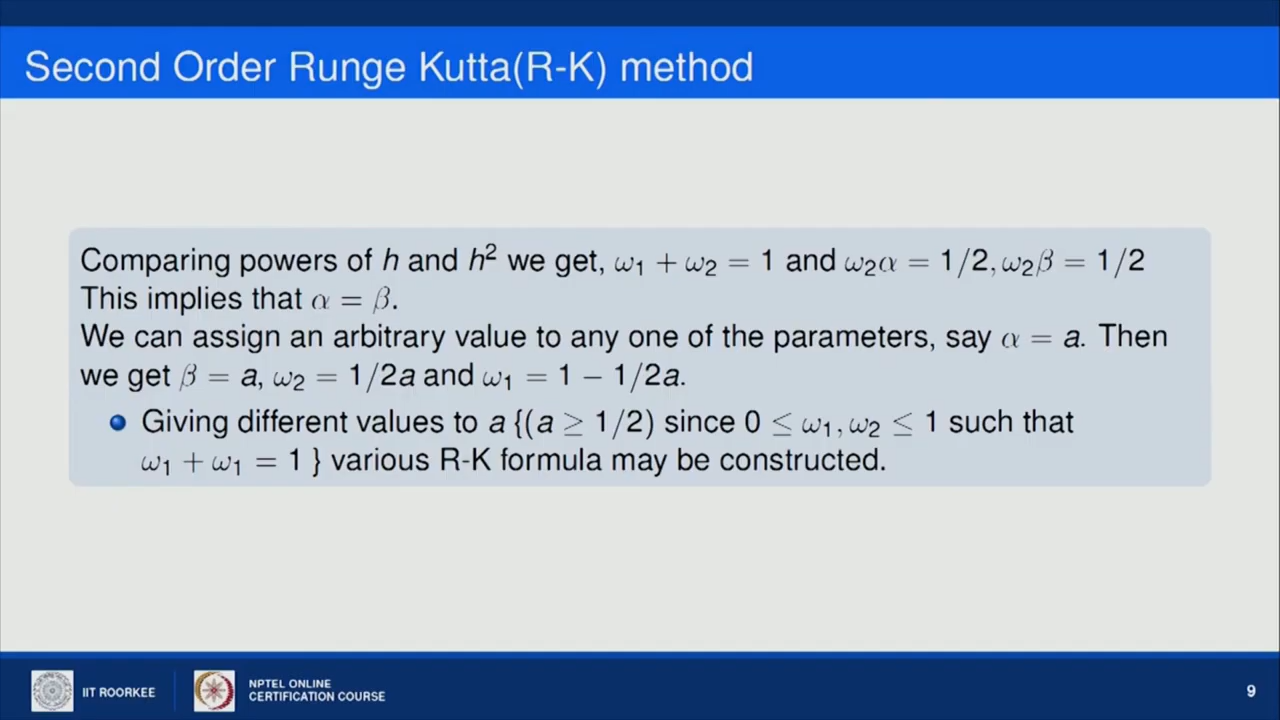 Second Order Runge Kutta(R-K) method
Comparing powers of h and h² we get, ω₁ + ω₂ = 1 and ω₂α = 1/2, ω₂β = 1/2
This implies that α = β.
We can assign an arbitrary value to any one of the parameters, say α = a. Then
we get β = a, ω₂ = 1/2a and ω₁ = 1 − 1/2a.
Giving different values to a {(a ≥ 1/2) since 0 ≤ ω₁, ω₂ ≤ 1 such that
ω₁ + ω₁ = 1 } various R-K formula may be constructed.
IIT ROORKEE
NPTEL ONLINE
CERTIFICATION COURSE
9